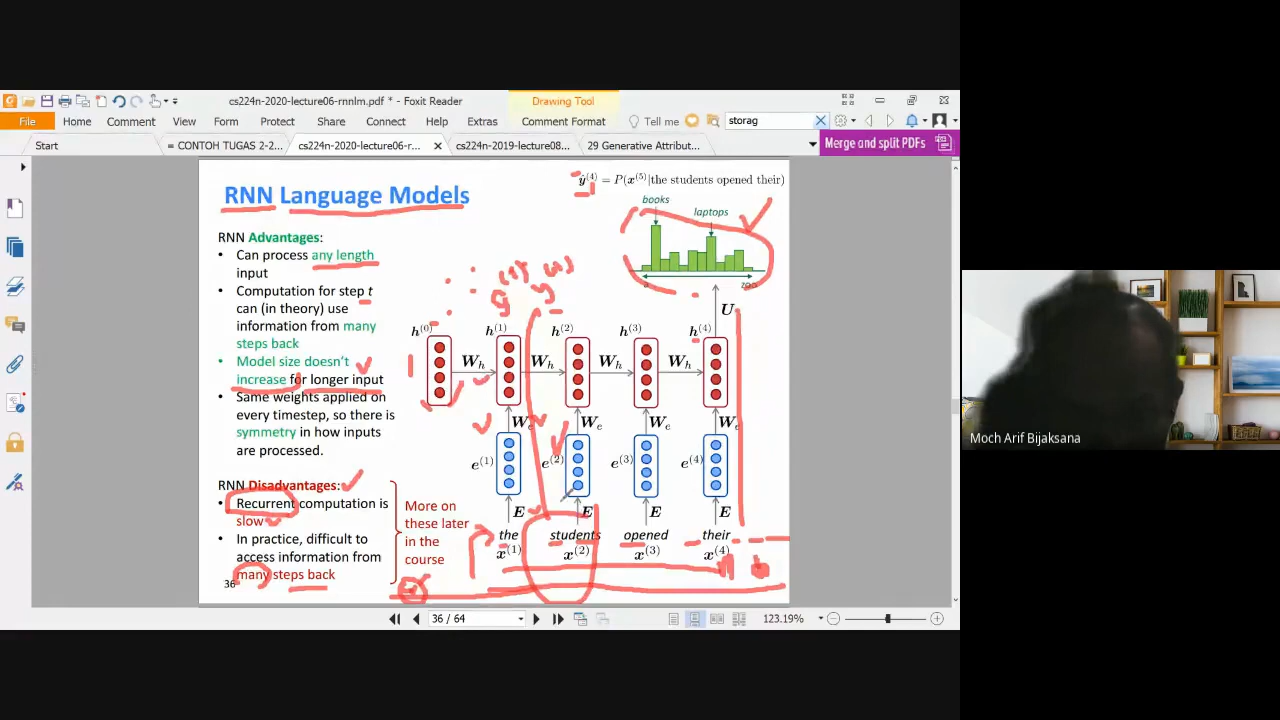 cs224n-2020-lecture06-rnnlm.pdf * - Foxit Reader
Drawing Tool
File
Home
Comment
View
Form
Protect
Share
Connect
Help
Extras
Comment Format
Tell me
storag
Start
= CONTOH TUGAS 2-2...
cs224n-2020-lecture06-r...
cs224n-2019-lecture08...
29 Generative Attribut...
Merge and split PDFs
RNN Language Models
ŷ(4) = P(x(5)|the students opened their)
books
laptops
a
zoo
RNN Advantages:
• Can process any length
input
• Computation for step t
can (in theory) use
information from many
steps back
• Model size doesn't
increase for longer input
• Same weights applied on
every timestep, so there is
symmetry in how inputs
are processed.
RNN Disadvantages:
• Recurrent computation is
slow
• In practice, difficult to
access information from
many steps back
More on
these later
in the
course
U
h(0) h(1) h(2) h(3) h(4)
Wh Wh Wh Wh
We We We We
e(1) e(2) e(3) e(4)
E E E E
the students opened their
x(1) x(2) x(3) x(4)
36
36 / 64
123.19%
Moch Arif Bijaksana